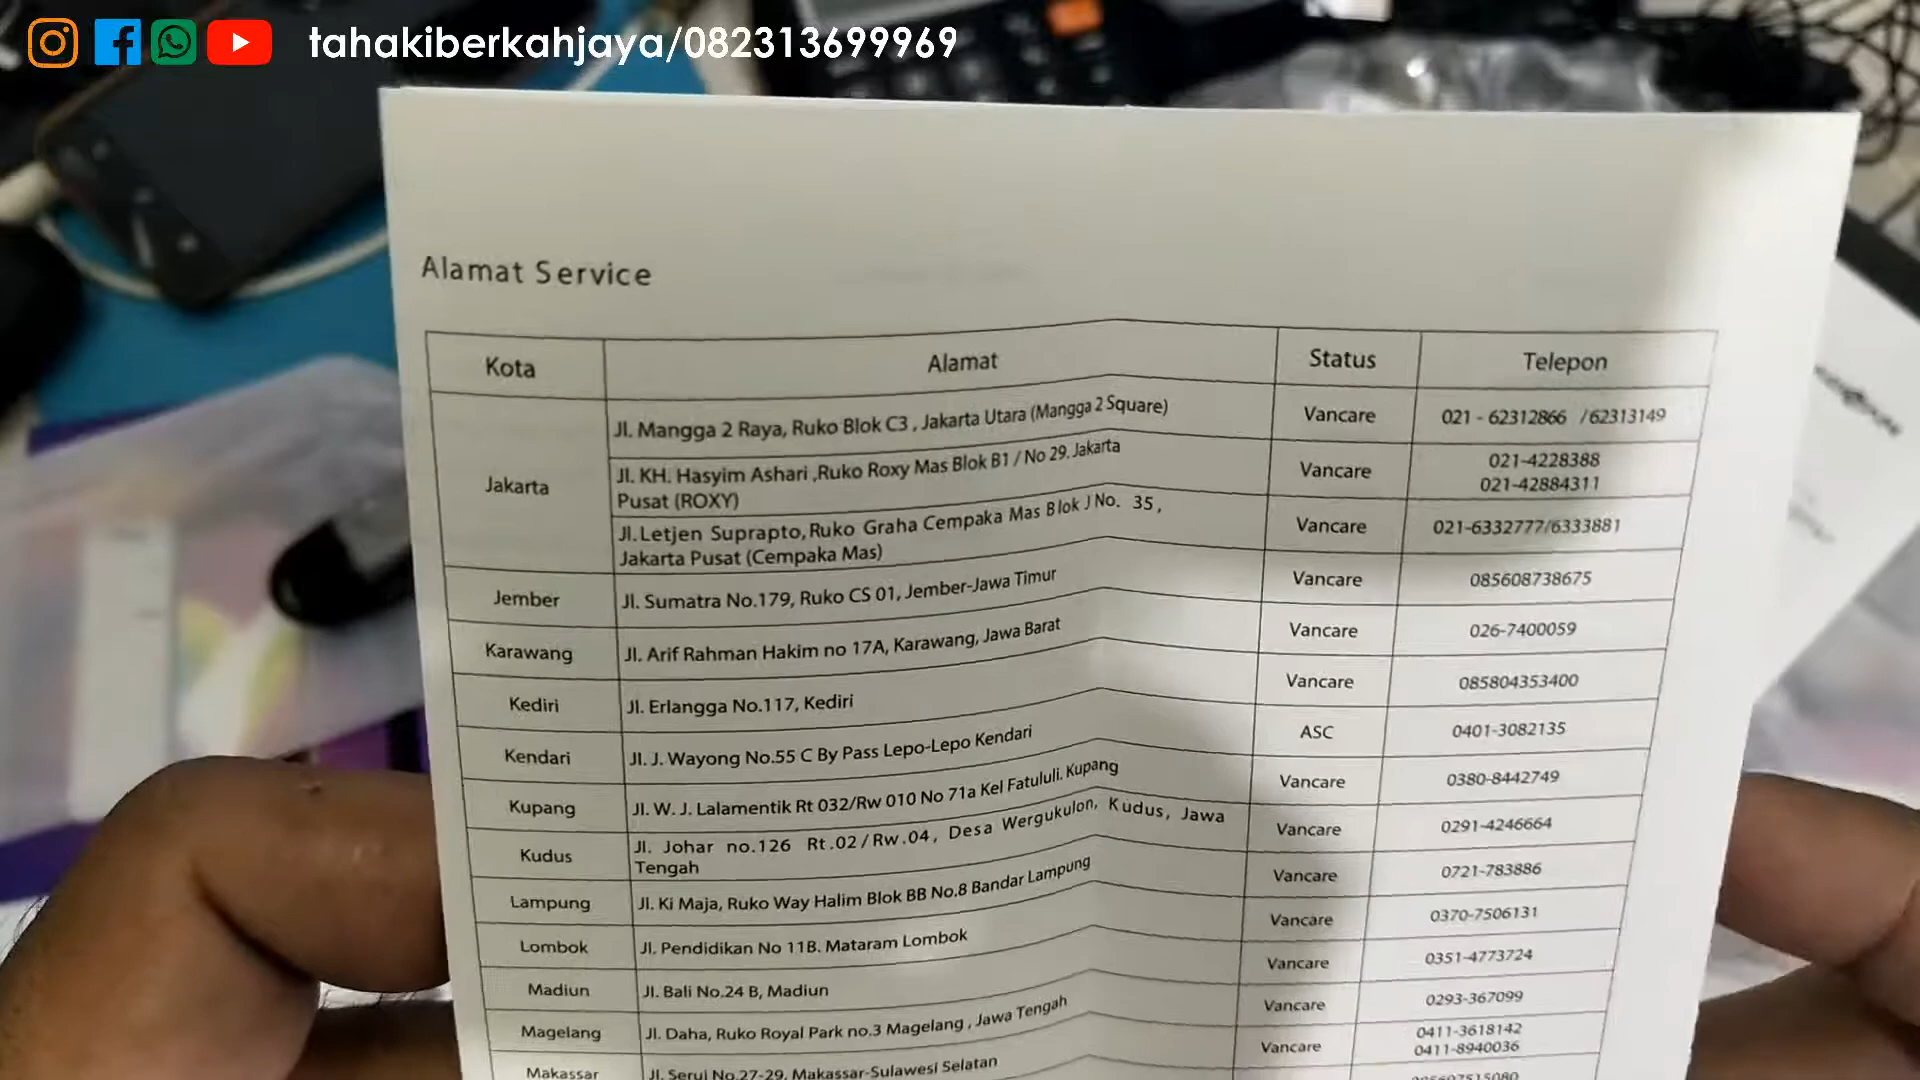 tahakiberkahjaya/082313699969
Alamat Service
Kota Alamat Status Telepon
Jakarta
Jl. Mangga 2 Raya, Ruko Blok C3 , Jakarta Utara (Mangga 2 Square) Vancare 021 - 62312866 /62313149
Jl. KH. Hasyim Ashari ,Ruko Roxy Mas Blok B1 / No 29. Jakarta
Pusat (ROXY)
Vancare
021-4228388
021-42884311
Jl.Letjen Suprapto,Ruko Graha Cempaka Mas Blok J No. 35 ,
Jakarta Pusat (Cempaka Mas)
Vancare 021-6332777/6333881
Jember Jl. Sumatra No.179, Ruko CS 01, Jember-Jawa Timur Vancare 085608738675
Karawang Jl. Arif Rahman Hakim no 17A, Karawang, Jawa Barat Vancare 026-7400059
Kediri Jl. Erlangga No.117, Kediri Vancare 085804353400
Kendari Jl. J. Wayong No.55 C By Pass Lepo-Lepo Kendari ASC 0401-3082135
Kupang Jl. W. J. Lalamentik Rt 032/Rw 010 No 71a Kel Fatululi. Kupang Vancare 0380-8442749
Kudus
Jl. Johar no.126 Rt.02/Rw.04, Desa Wergukulon, Kudus, Jawa
Tengah
Vancare 0291-4246664
Lampung Jl. Ki Maja, Ruko Way Halim Blok BB No.8 Bandar Lampung Vancare 0721-783886
Lombok Jl. Pendidikan No 11B. Mataram Lombok Vancare 0370-7506131
Madiun Jl. Bali No.24 B, Madiun Vancare 0351-4773724
Magelang Jl. Daha, Ruko Royal Park no.3 Magelang , Jawa Tengah Vancare 0293-367099
Makassar Jl. Serui No.27-29, Makassar-Sulawesi Selatan Vancare
0411-3618142
0411-8940036